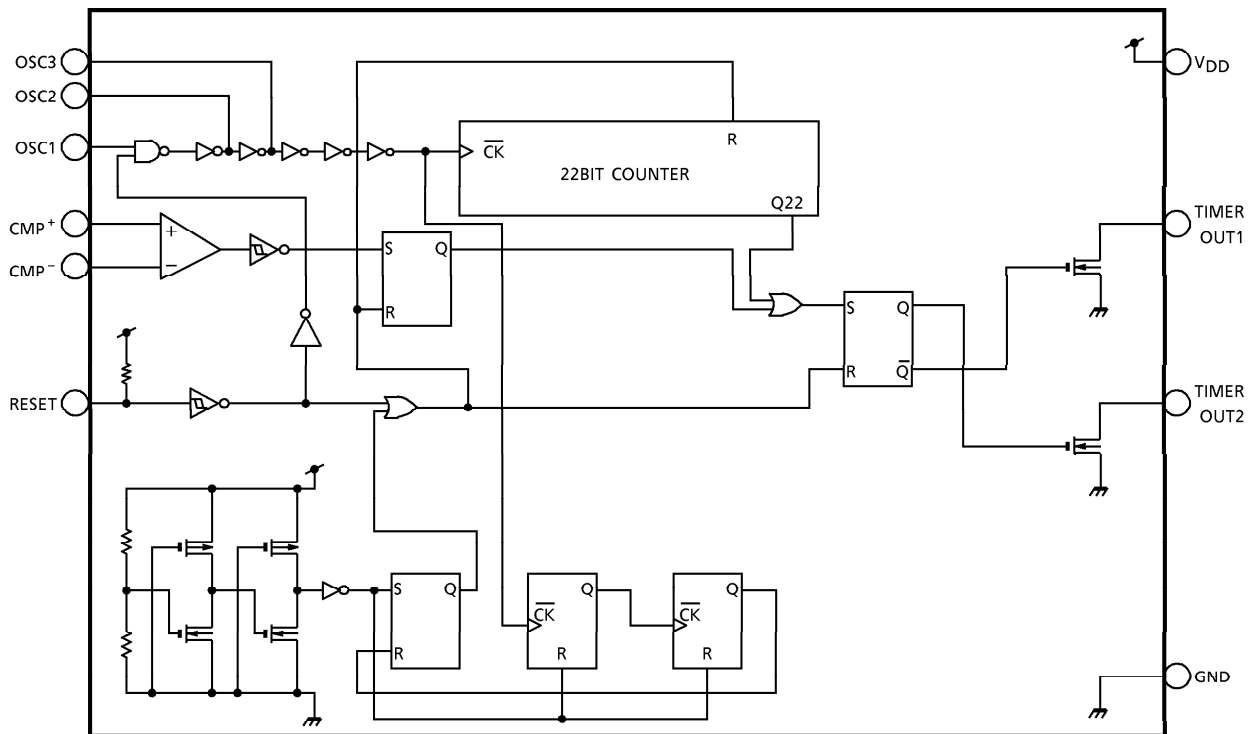 OSC3
OSC2
OSC1
CMP+
CMP−
RESET
VDD
TIMER
OUT1
TIMER
OUT2
GND
R
CK
22BIT COUNTER
Q22
S
Q
R
S
Q
R
Q
S
Q
R
Q
CK
R
Q
CK
R
+
−